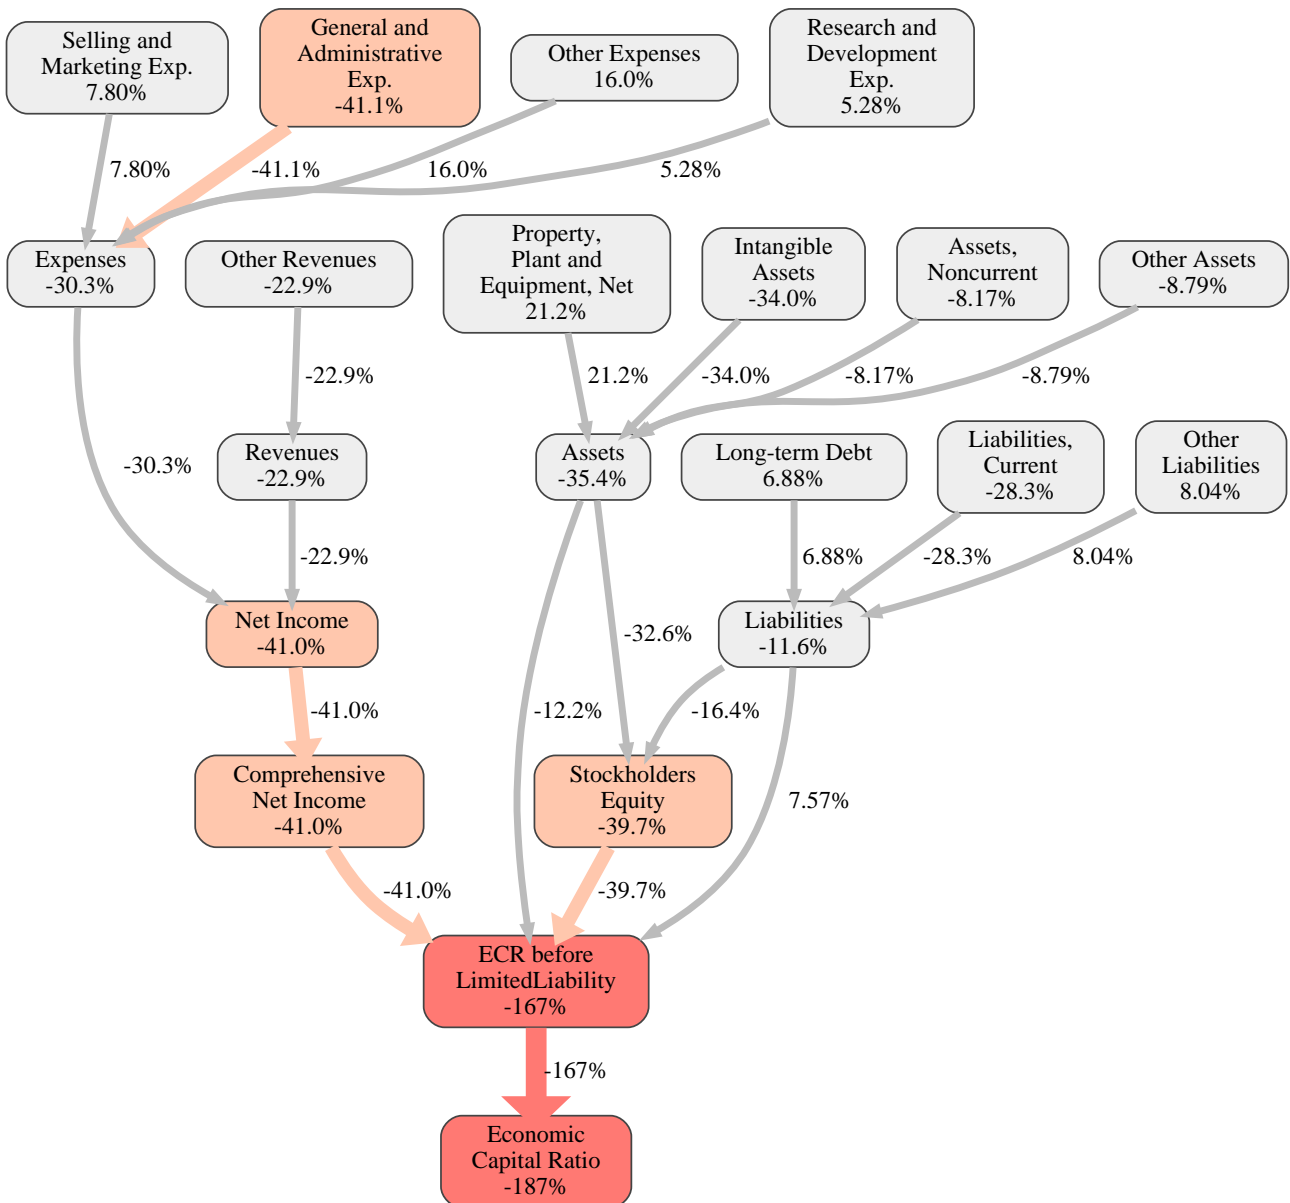 Selling and
Marketing Exp.
7.80%
General and
Administrative
Exp.
-41.1%
Other Expenses
16.0%
Research and
Development
Exp.
5.28%
7.80%
-41.1%
16.0%
5.28%
Expenses
-30.3%
Other Revenues
-22.9%
Property,
Plant and
Equipment, Net
21.2%
Intangible
Assets
-34.0%
Assets,
Noncurrent
-8.17%
Other Assets
-8.79%
-22.9%
21.2%
-34.0%
-8.17%
-8.79%
-30.3%
Revenues
-22.9%
Assets
-35.4%
Long-term Debt
6.88%
Liabilities,
Current
-28.3%
Other
Liabilities
8.04%
-22.9%
6.88%
-28.3%
8.04%
Net Income
-41.0%
-32.6%
Liabilities
-11.6%
-41.0%
-12.2%
-16.4%
Comprehensive
Net Income
-41.0%
Stockholders
Equity
-39.7%
7.57%
-41.0%
-39.7%
ECR before
LimitedLiability
-167%
-167%
Economic
Capital Ratio
-187%